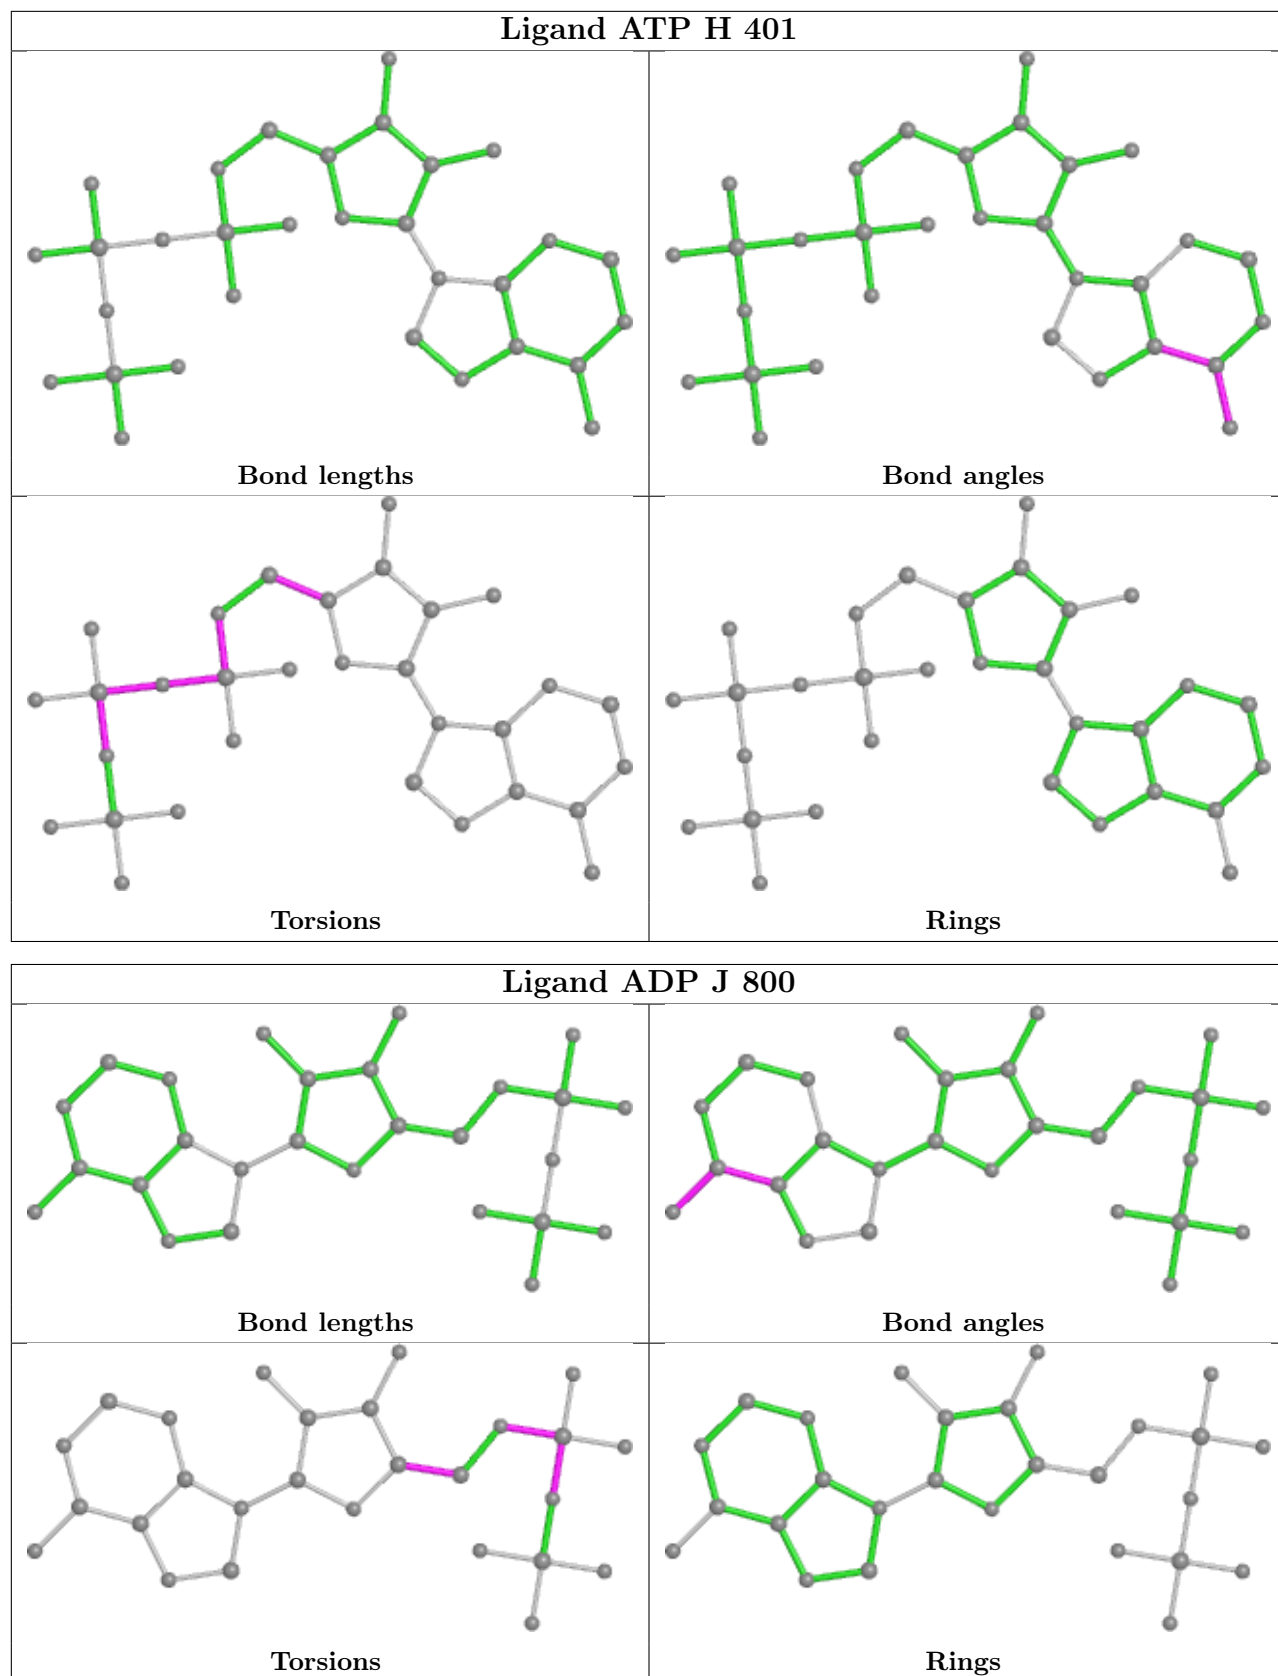 Ligand ATP H 401
Bond lengths
Bond angles
Torsions
Rings
Ligand ADP J 800
Bond lengths
Bond angles
Torsions
Rings